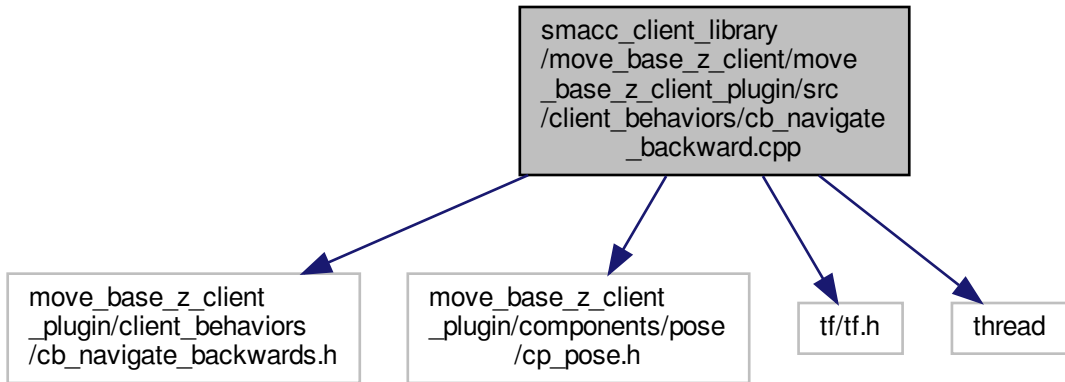 smacc_client_library
/move_base_z_client/move
_base_z_client_plugin/src
/client_behaviors/cb_navigate
_backward.cpp
move_base_z_client
_plugin/client_behaviors
/cb_navigate_backwards.h
move_base_z_client
_plugin/components/pose
/cp_pose.h
tf/tf.h
thread